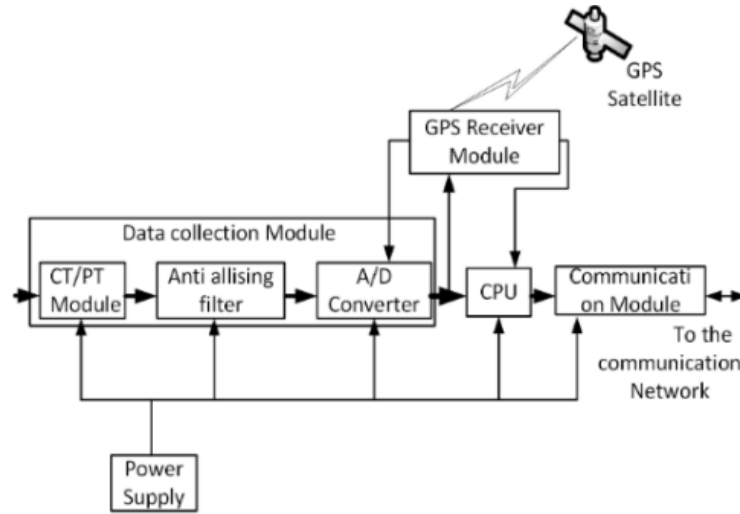 GPS
Satellite
GPS Receiver
Module
Data collection Module
CT/PT
Module
Anti allising
filter
A/D
Converter
CPU
Communicati
on Module
To the
communication
Network
Power
Supply